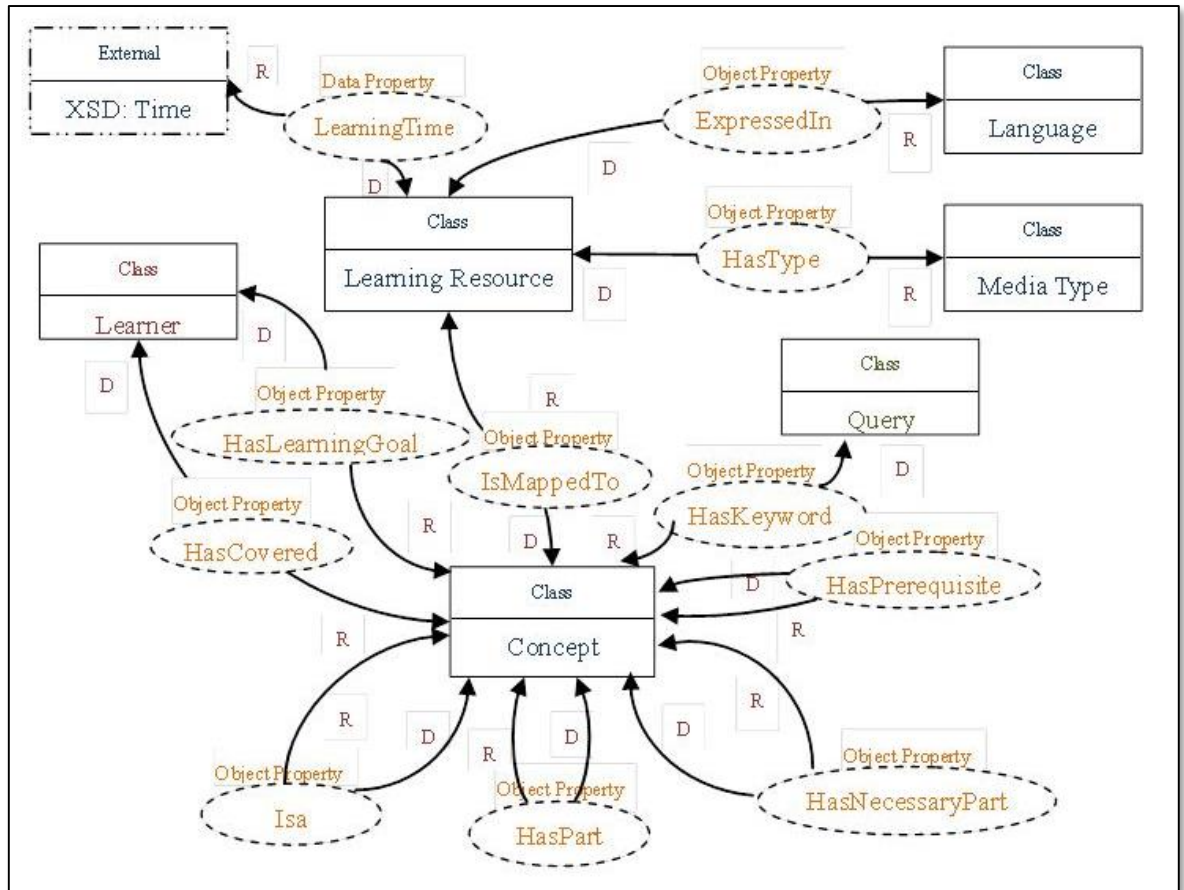 External
XSD: Time
R
Data Property
LearningTime
D
Object Property
ExpressedIn
D
R
Class
Language
Class
Learning Resource
Object Property
HasType
D
R
Class
Media Type
Class
Learner
D
D
Object Property
HasLearningGoal
R
R
Object Property
IsMappedTo
D
Class
Query
D
Object Property
HasKeyword
R
Object Property
HasCovered
R
Object Property
HasPrerequisite
D
R
Class
Concept
R
D
Object Property
Isa
R
D
Object Property
HasPart
D
R
Object Property
HasNecessaryPart